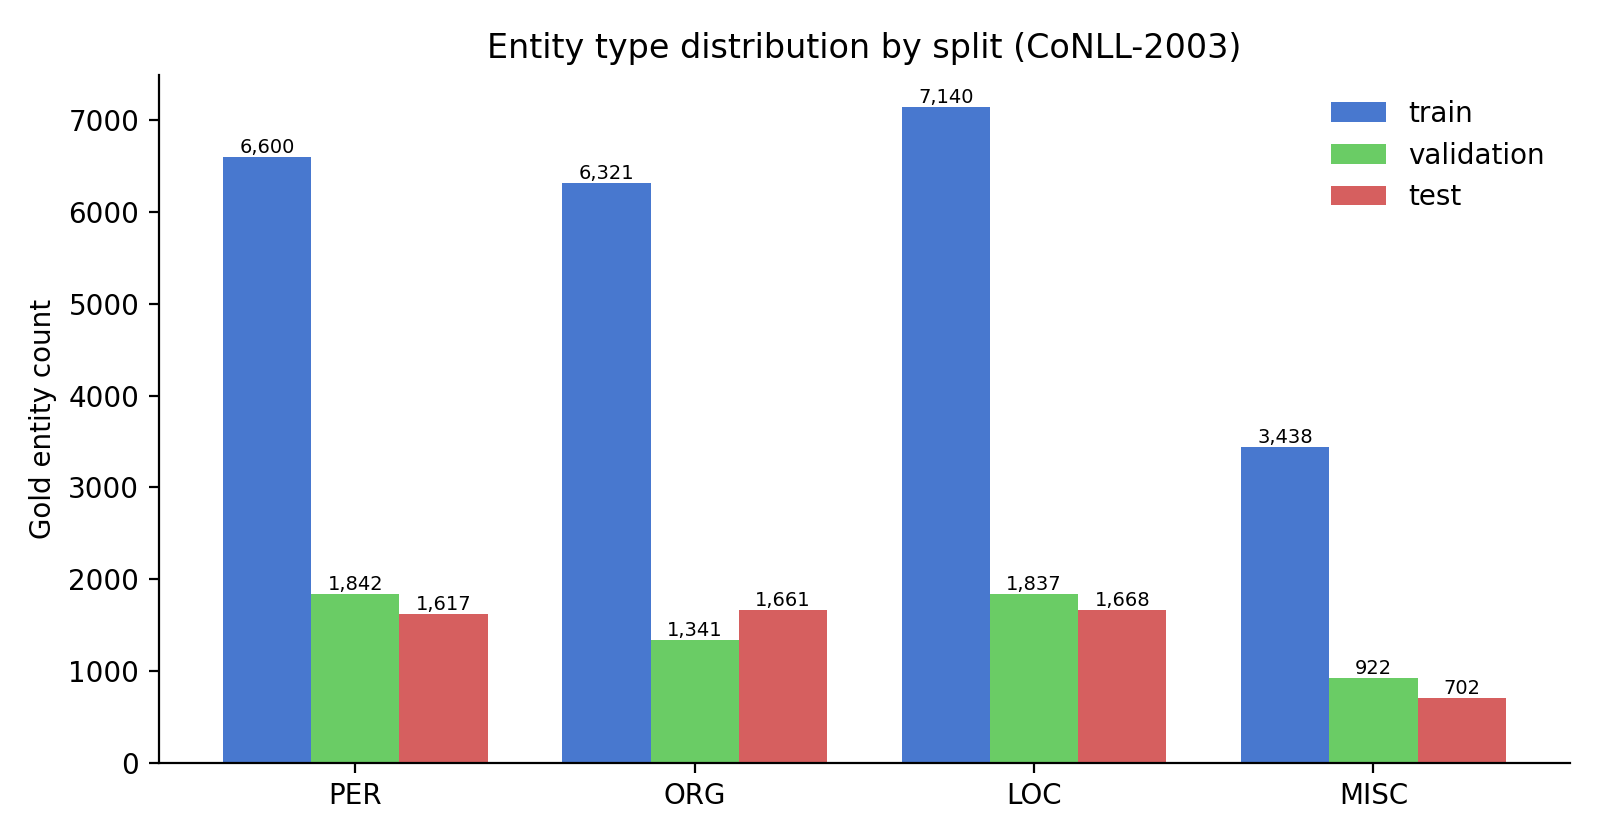 Entity type distribution by split (CoNLL-2003)
train
validation
test
Gold entity count
7000
6000
5000
4000
3000
2000
1000
0
6,600
1,842
1,617
6,321
1,341
1,661
7,140
1,837
1,668
3,438
922
702
PER
ORG
LOC
MISC